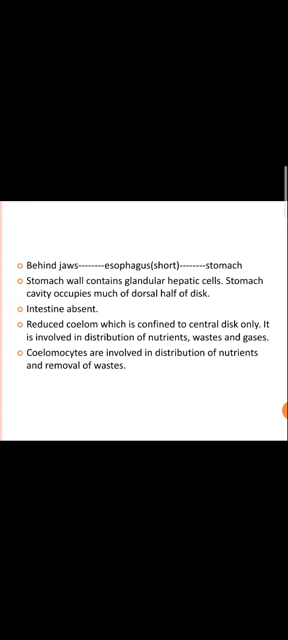 Behind jaws--------esophagus(short)--------stomach
Stomach wall contains glandular hepatic cells. Stomach
cavity occupies much of dorsal half of disk.
Intestine absent.
Reduced coelom which is confined to central disk only. It
is involved in distribution of nutrients, wastes and gases.
Coelomocytes are involved in distribution of nutrients
and removal of wastes.